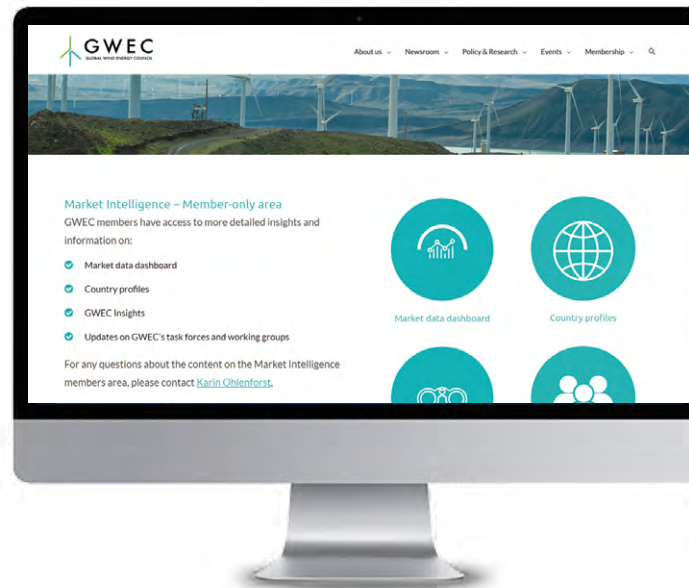 GWEC
GLOBAL WIND ENERGY COUNCIL
About us Newsroom Policy & Research Events Membership
Market Intelligence – Member-only area
GWEC members have access to more detailed insights and
information on:
Market data dashboard
Country profiles
GWEC Insights
Updates on GWEC's task forces and working groups
For any questions about the content on the Market Intelligence
members area, please contact Karin Ohlenforst.
Market data dashboard
Country profiles